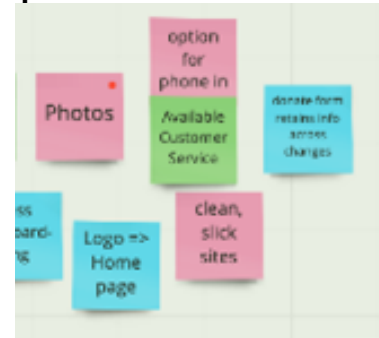 option
for
phone in
Photos
Available
Customer
Service
donate form
retains info
across
changes
clean,
slick
sites
Logo =>
Home
page